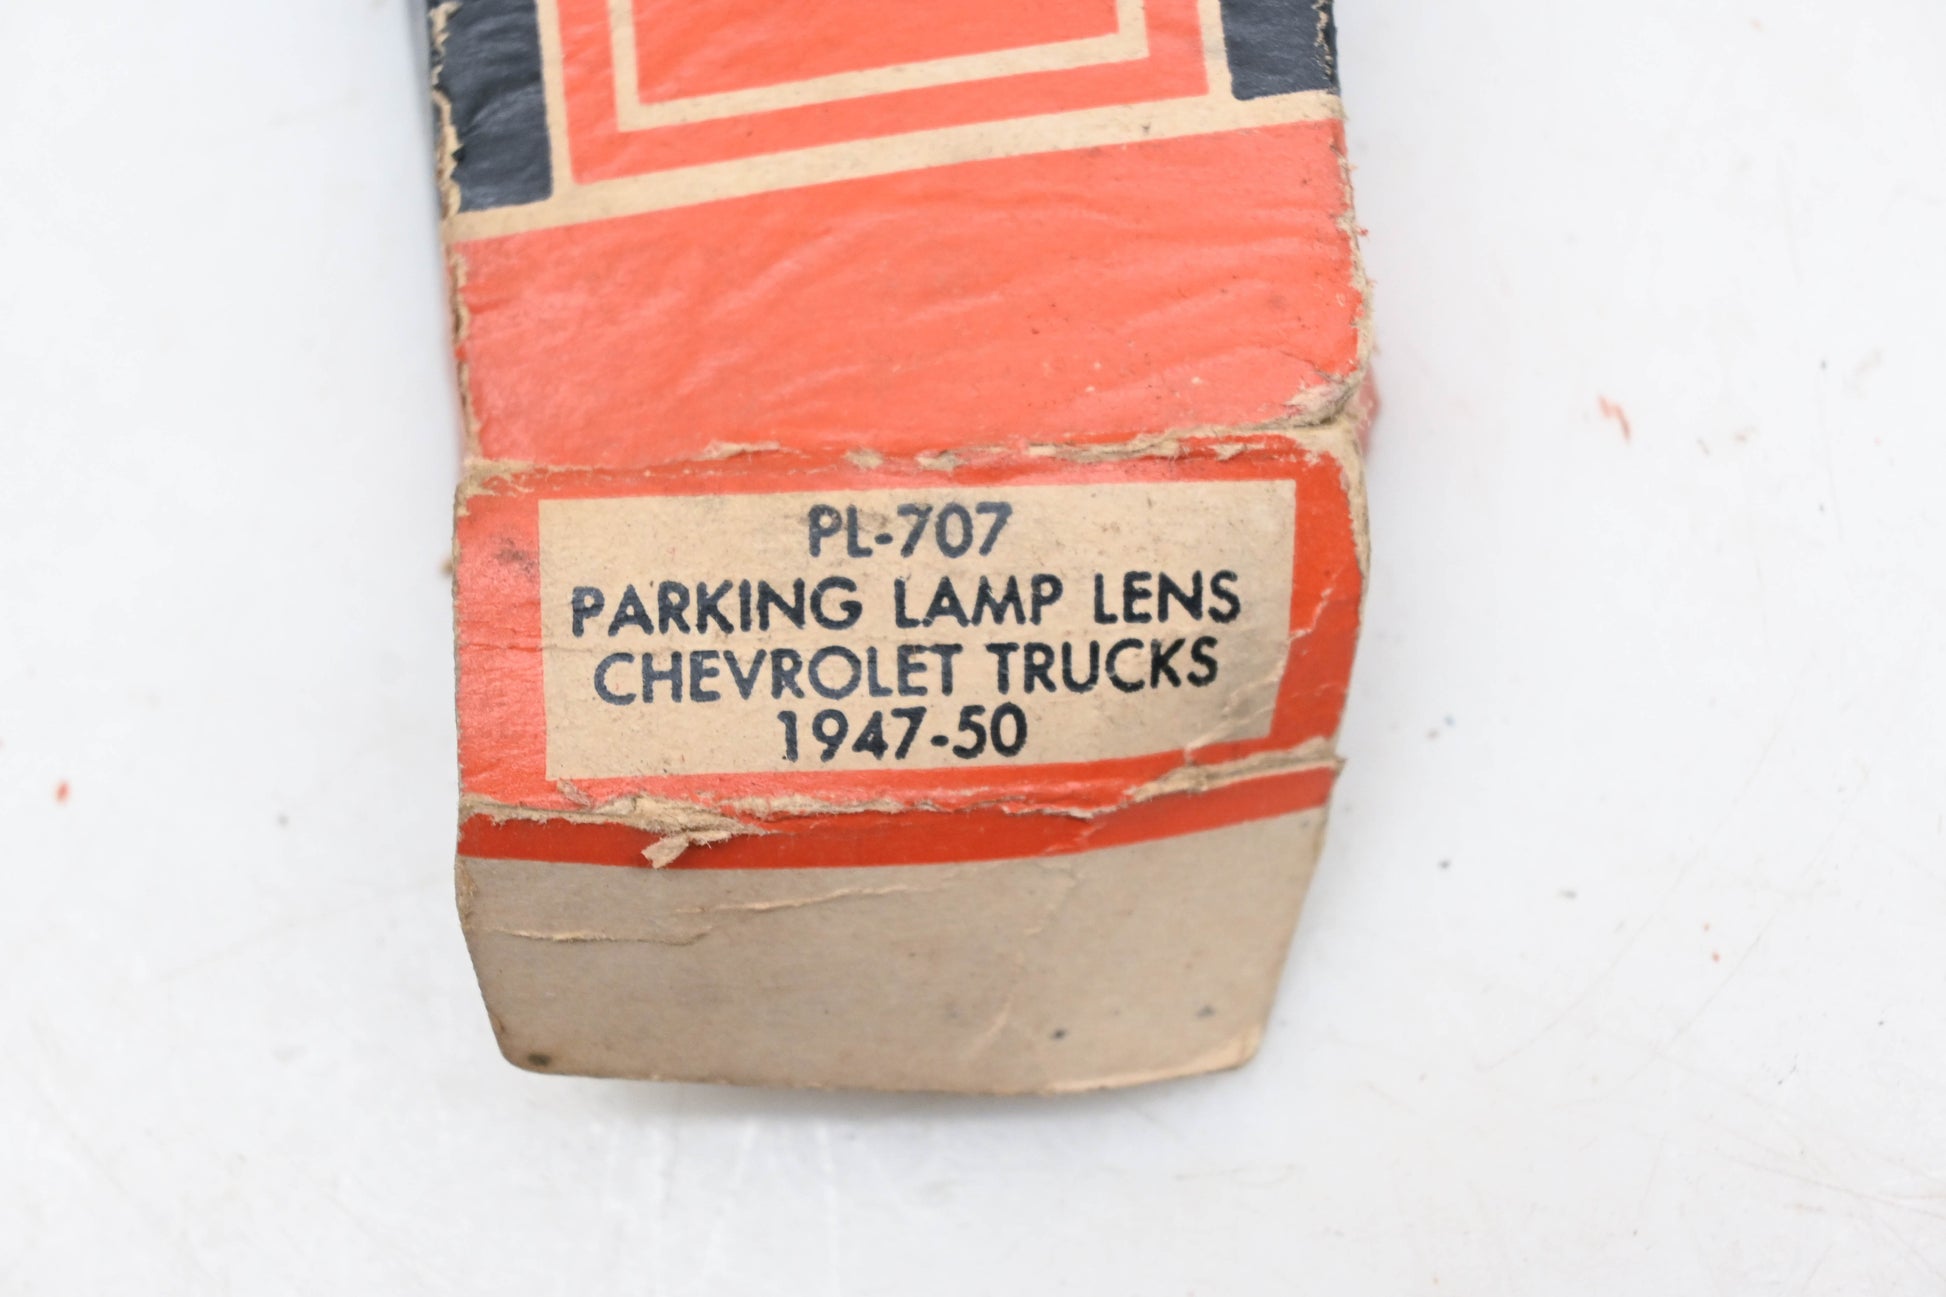 PL-707
PARKING LAMP LENS
CHEVROLET TRUCKS
1947-50